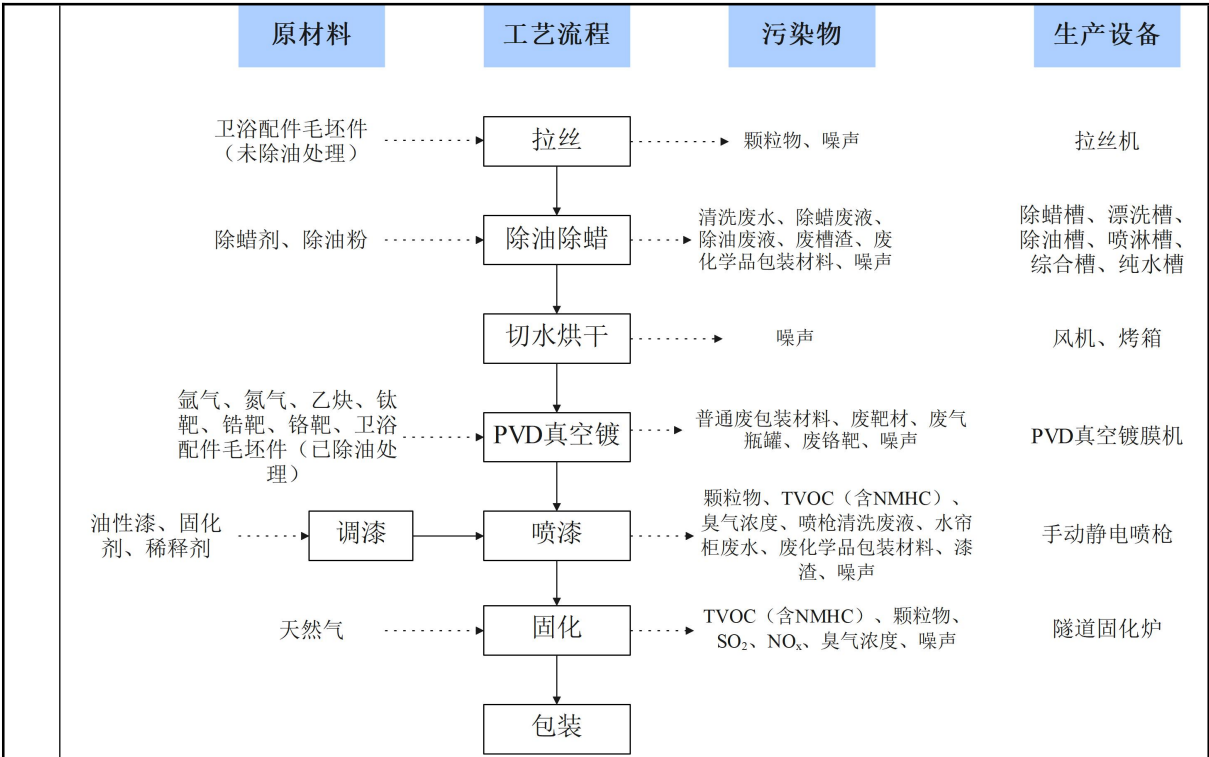 原材料
工艺流程
污染物
生产设备
卫浴配件毛坯件
（未除油处理）
拉丝
颗粒物、噪声
拉丝机
除蜡剂、除油粉
除油除蜡
清洗废水、除蜡废液、
除油废液、废槽渣、废
化学品包装材料、噪声
除蜡槽、漂洗槽、
除油槽、喷淋槽、
综合槽、纯水槽
切水烘干
噪声
风机、烤箱
氩气、氮气、乙炔、钛
靶、锆靶、铬靶、卫浴
配件毛坯件（已除油处
理）
PVD真空镀
普通废包装材料、废靶材、废气
瓶罐、废铬靶、噪声
PVD真空镀膜机
油性漆、固化
剂、稀释剂
调漆
喷漆
颗粒物、TVOC（含NMHC）、
臭气浓度、喷枪清洗废液、水帘
柜废水、废化学品包装材料、漆
渣、噪声
手动静电喷枪
天然气
固化
TVOC（含NMHC）、颗粒物、
SO₂、NOₓ、臭气浓度、噪声
隧道固化炉
包装